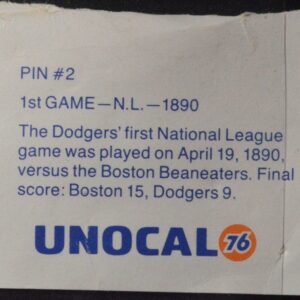 PIN #2
1st GAME—N.L.—1890
The Dodgers' first National League
game was played on April 19, 1890,
versus the Boston Beaneaters. Final
score: Boston 15, Dodgers 9.
UNOCAL 76